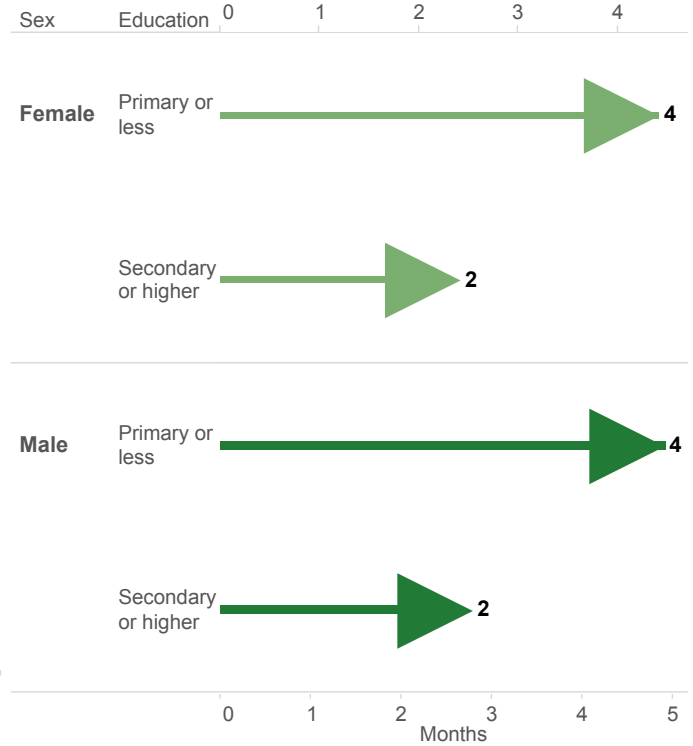 Sex Education 0 1 2 3 4
Female Primary or
less
4
Secondary
or higher
2
Male Primary or
less
4
Secondary
or higher
2
0 1 2 3 4 5
Months